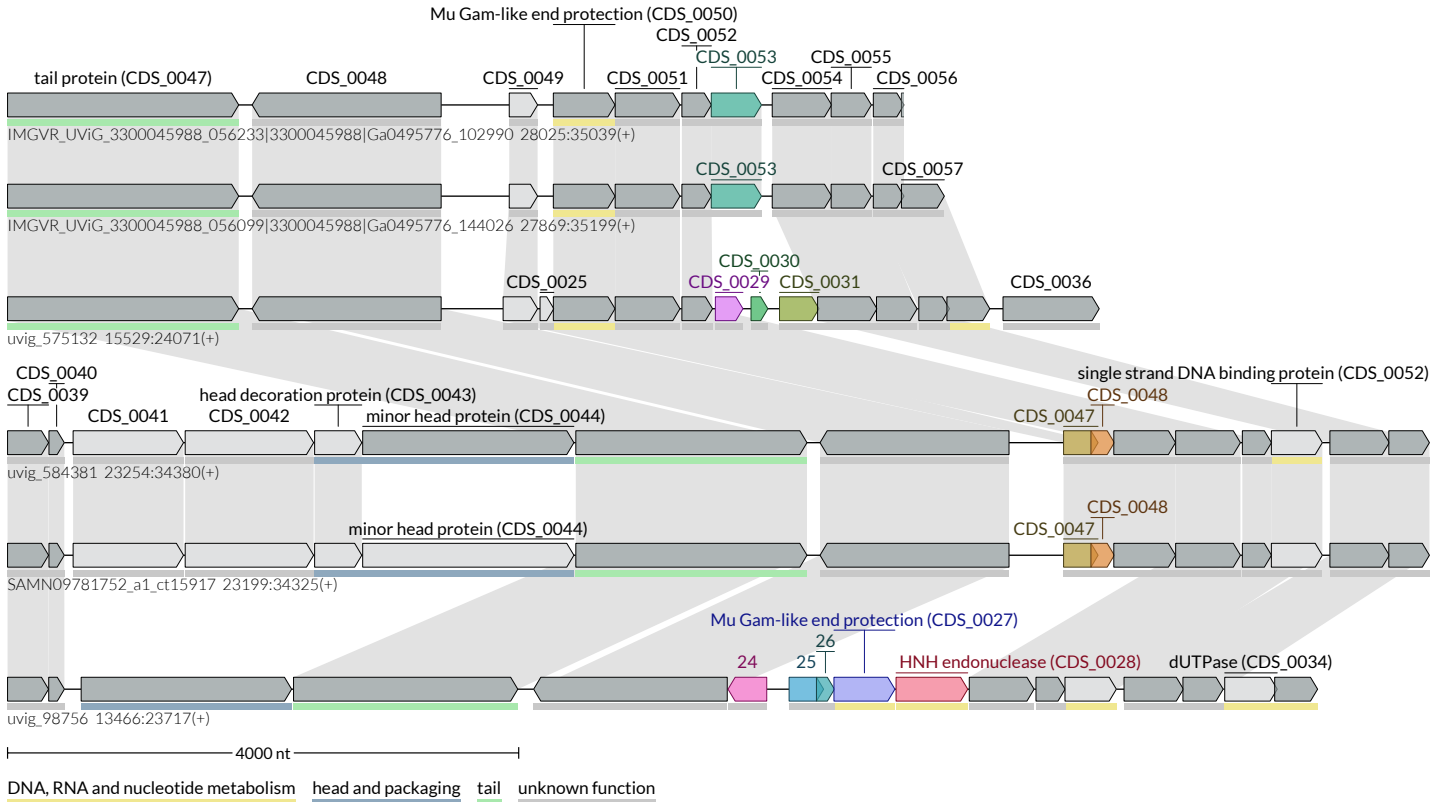 Mu Gam-like end protection (CDS_0050)
CDS_0052
CDS_0053 CDS_0055
tail protein (CDS_0047) CDS_0048 CDS_0049 CDS_0051 CDS_0054 CDS_0056
IMGVR_UViG_3300045988_056233|3300045988|Ga0495776_102990 28025:35039(+)
CDS_0053 CDS_0057
IMGVR_UViG_3300045988_056099|3300045988|Ga0495776_144026 27869:35199(+)
CDS_0030
CDS_0025 CDS_0029 CDS_0031 CDS_0036
uvig_575132 15529:24071(+)
CDS_0040 single strand DNA binding protein (CDS_0052)
CDS_0039 head decoration protein (CDS_0043) CDS_0048
CDS_0041 CDS_0042 minor head protein (CDS_0044) CDS_0047
uvig_584381 23254:34380(+)
CDS_0048
minor head protein (CDS_0044) CDS_0047
SAMN09781752_a1_ct15917 23199:34325(+)
Mu Gam-like end protection (CDS_0027)
26
24 25 HNH endonuclease (CDS_0028) dUTPase (CDS_0034)
uvig_98756 13466:23717(+)
4000 nt
DNA, RNA and nucleotide metabolism head and packaging tail unknown function